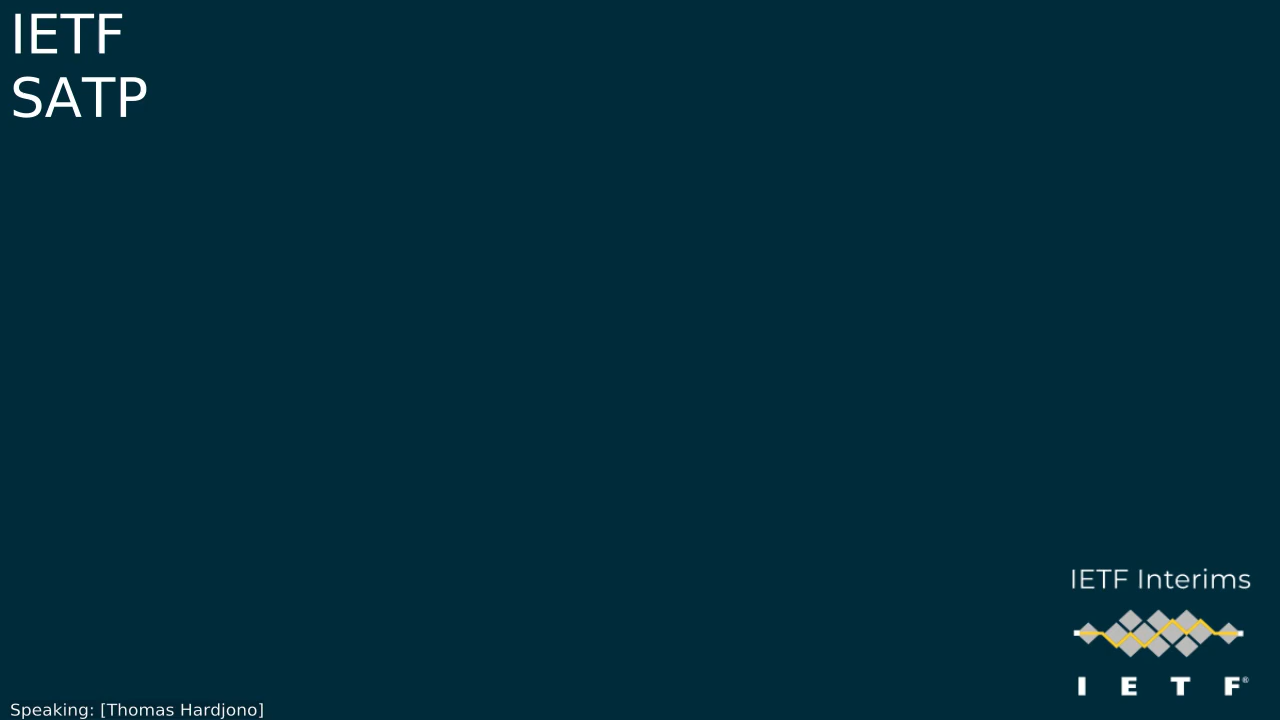 IETF
SATP
IETF Interims
I E T F®
Speaking: [Thomas Hardjono]